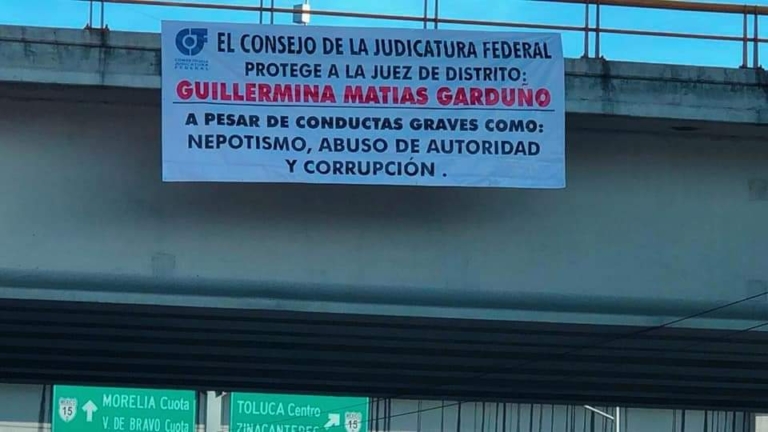 EL CONSEJO DE LA JUDICATURA FEDERAL
PROTEGE A LA JUEZ DE DISTRITO:
GUILLERMINA MATIAS GARDUÑO
A PESAR DE CONDUCTAS GRAVES COMO:
NEPOTISMO, ABUSO DE AUTORIDAD
Y CORRUPCIÓN .
15 MORELIA Cuota
V. DE BRAVO Cuota
TOLUCA Centro
ZINACANTEPEC 15